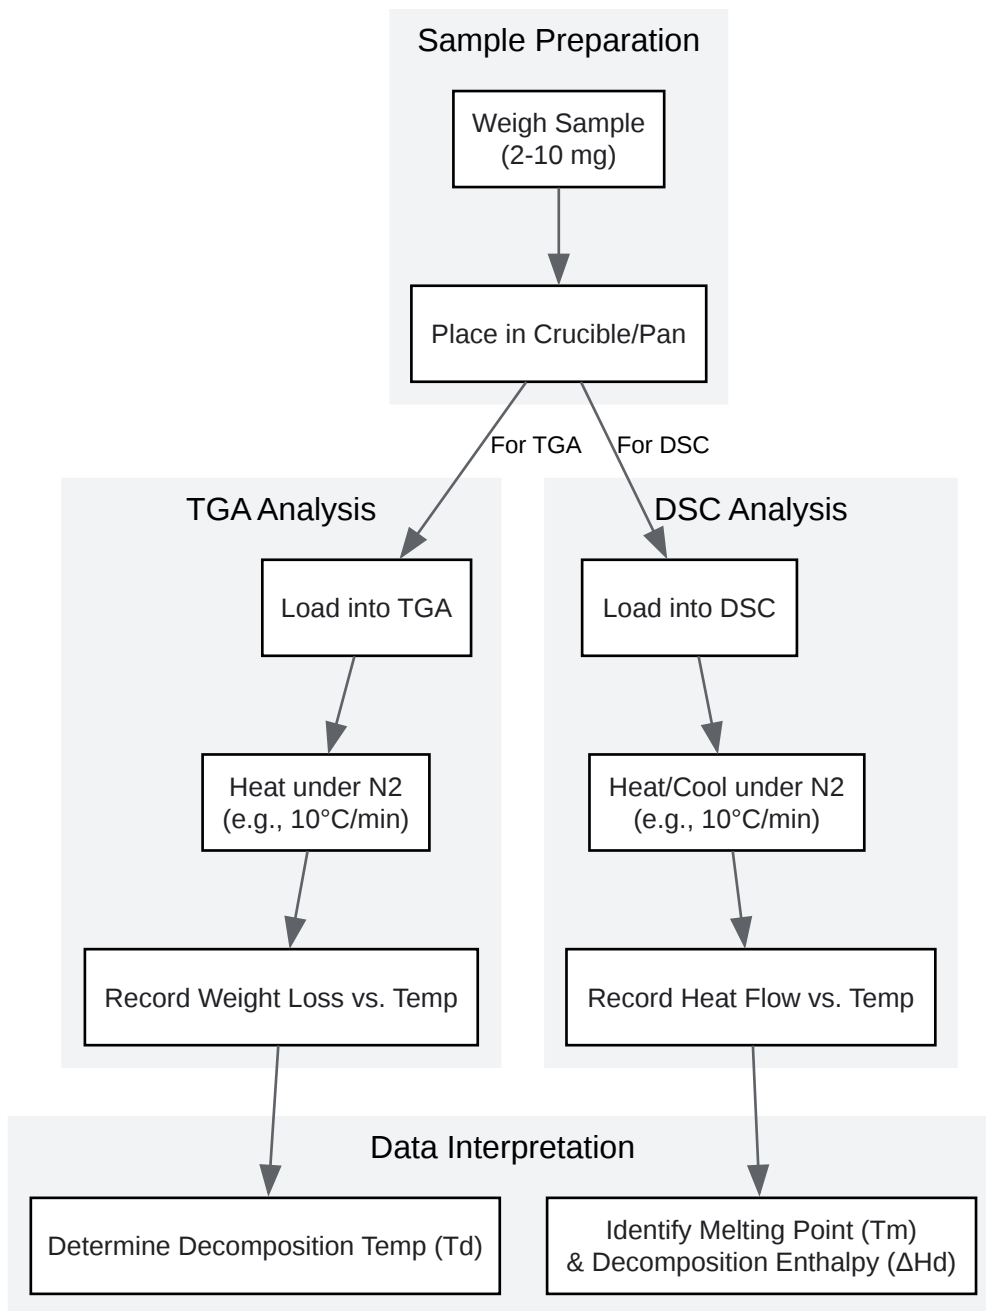 Sample Preparation
Weigh Sample
(2-10 mg)
Place in Crucible/Pan
For TGA
For DSC
TGA Analysis
DSC Analysis
Load into TGA
Load into DSC
Heat under N2
(e.g., 10°C/min)
Heat/Cool under N2
(e.g., 10°C/min)
Record Weight Loss vs. Temp
Record Heat Flow vs. Temp
Data Interpretation
Determine Decomposition Temp (Td)
Identify Melting Point (Tm)
& Decomposition Enthalpy (ΔHd)